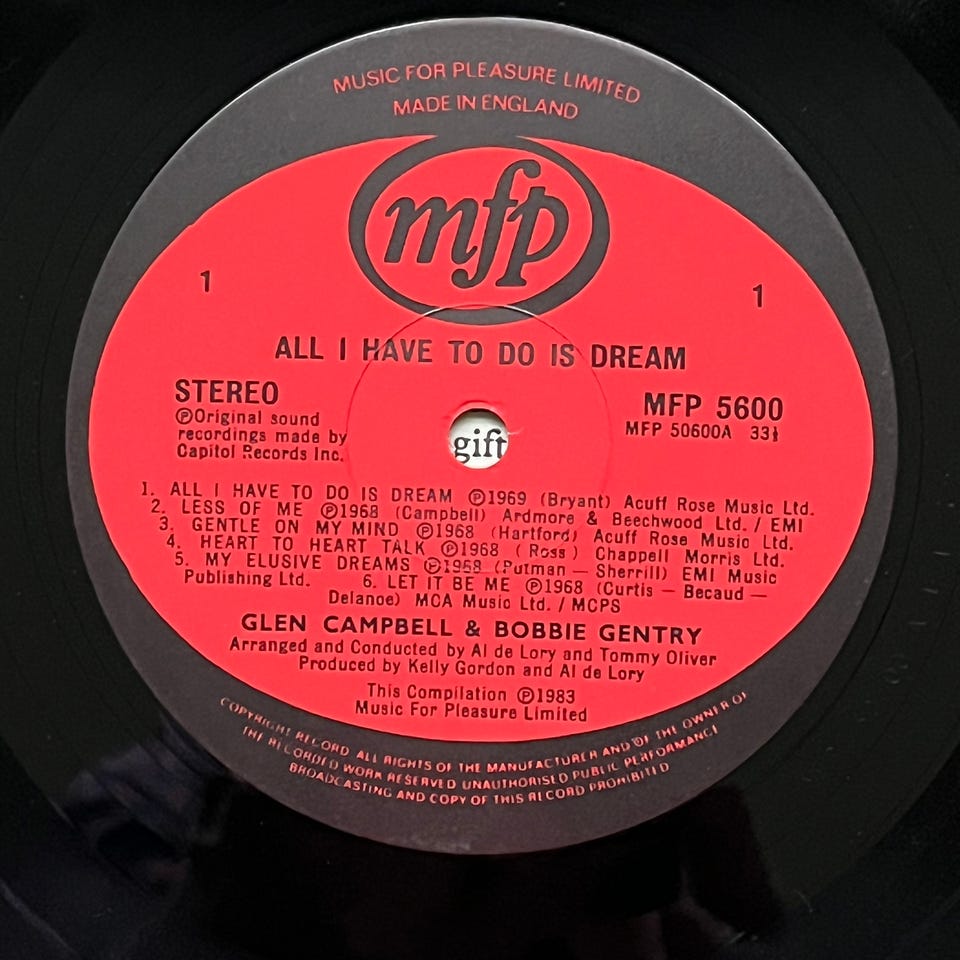 MUSIC FOR PLEASURE LIMITED
MADE IN ENGLAND
mfp
1 1
ALL I HAVE TO DO IS DREAM
STEREO MFP 5600
℗Original sound MFP 50600A 33⅓
recordings made by
Capitol Records Inc.
gift
1. ALL I HAVE TO DO IS DREAM ℗1969 (Bryant) Acuff Rose Music Ltd.
2. LESS OF ME ℗1968 (Campbell) Ardmore & Beechwood Ltd. / EMI
3. GENTLE ON MY MIND ℗1968 (Hartford) Acuff Rose Music Ltd.
4. HEART TO HEART TALK ℗1968 (Ross) Chappell Morris Ltd.
5. MY ELUSIVE DREAMS ℗1968 (Putman — Sherrill) EMI Music
Publishing Ltd. 6. LET IT BE ME ℗1968 (Curtis — Becaud —
Delanoe) MCA Music Ltd. / MCPS
GLEN CAMPBELL & BOBBIE GENTRY
Arranged and Conducted by Al de Lory and Tommy Oliver
Produced by Kelly Gordon and Al de Lory
This Compilation ℗1983
Music For Pleasure Limited
COPYRIGHT RECORD ALL RIGHTS OF THE MANUFACTURER AND OF THE OWNER OF
THE RECORDED WORK RESERVED UNAUTHORISED PUBLIC PERFORMANCE
BROADCASTING AND COPY OF THIS RECORD PROHIBITED